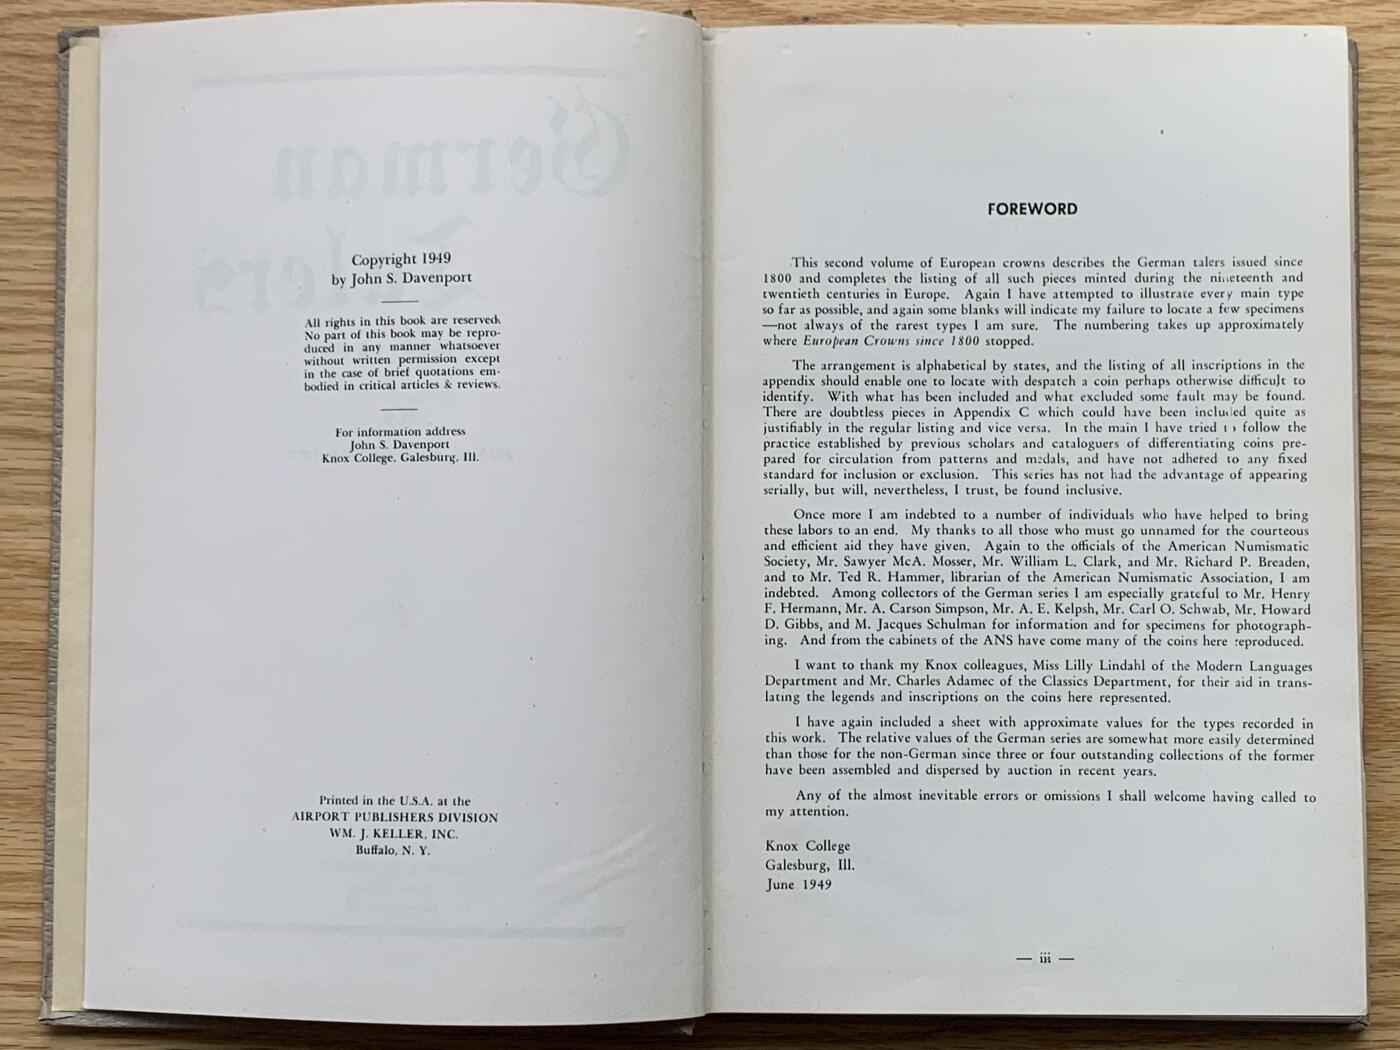 Copyright 1949
by John S. Davenport
All rights in this book are reserved.
No part of this book may be repro-
duced in any manner whatsoever
without written permission except
in the case of brief quotations em-
bodied in critical articles & reviews.
For information address
John S. Davenport
Knox College, Galesburg, Ill.
Printed in the U.S.A. at the
AIRPORT PUBLISHERS DIVISION
WM. J. KELLER, INC.
Buffalo, N. Y.
FOREWORD
This second volume of European crowns describes the German talers issued since
1800 and completes the listing of all such pieces minted during the nineteenth and
twentieth centuries in Europe. Again I have attempted to illustrate every main type
so far as possible, and again some blanks will indicate my failure to locate a few specimens
—not always of the rarest types I am sure. The numbering takes up approximately
where European Crowns since 1800 stopped.
The arrangement is alphabetical by states, and the listing of all inscriptions in the
appendix should enable one to locate with despatch a coin perhaps otherwise difficult to
identify. With what has been included and what excluded some fault may be found.
There are doubtless pieces in Appendix C which could have been included quite as
justifiably in the regular listing and vice versa. In the main I have tried to follow the
practice established by previous scholars and cataloguers of differentiating coins pre-
pared for circulation from patterns and medals, and have not adhered to any fixed
standard for inclusion or exclusion. This series has not had the advantage of appearing
serially, but will, nevertheless, I trust, be found inclusive.
Once more I am indebted to a number of individuals who have helped to bring
these labors to an end. My thanks to all those who must go unnamed for the courteous
and efficient aid they have given. Again to the officials of the American Numismatic
Society, Mr. Sawyer McA. Mosser, Mr. William L. Clark, and Mr. Richard P. Breaden,
and to Mr. Ted R. Hammer, librarian of the American Numismatic Association, I am
indebted. Among collectors of the German series I am especially grateful to Mr. Henry
F. Hermann, Mr. A. Carson Simpson, Mr. A. E. Kelpsh, Mr. Carl O. Schwab, Mr. Howard
D. Gibbs, and M. Jacques Schulman for information and for specimens for photograph-
ing. And from the cabinets of the ANS have come many of the coins here reproduced.
I want to thank my Knox colleagues, Miss Lilly Lindahl of the Modern Languages
Department and Mr. Charles Adamec of the Classics Department, for their aid in trans-
lating the legends and inscriptions on the coins here represented.
I have again included a sheet with approximate values for the types recorded in
this work. The relative values of the German series are somewhat more easily determined
than those for the non-German since three or four outstanding collections of the former
have been assembled and dispersed by auction in recent years.
Any of the almost inevitable errors or omissions I shall welcome having called to
my attention.
Knox College
Galesburg, Ill.
June 1949
— iii —